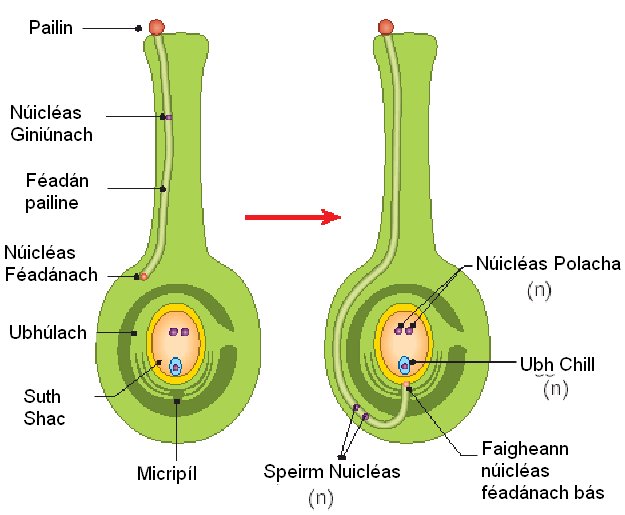 Pailin
Núicléas
Giniúnach
Féadán
pailine
Núicléas
Féadánach
Ubhúlach
Suth
Shac
Micripíl
Núicléas Polacha
(n)
Ubh Chill
(n)
Speirm Nuicléas
(n)
Faigheann
núicléas
féadánach bás